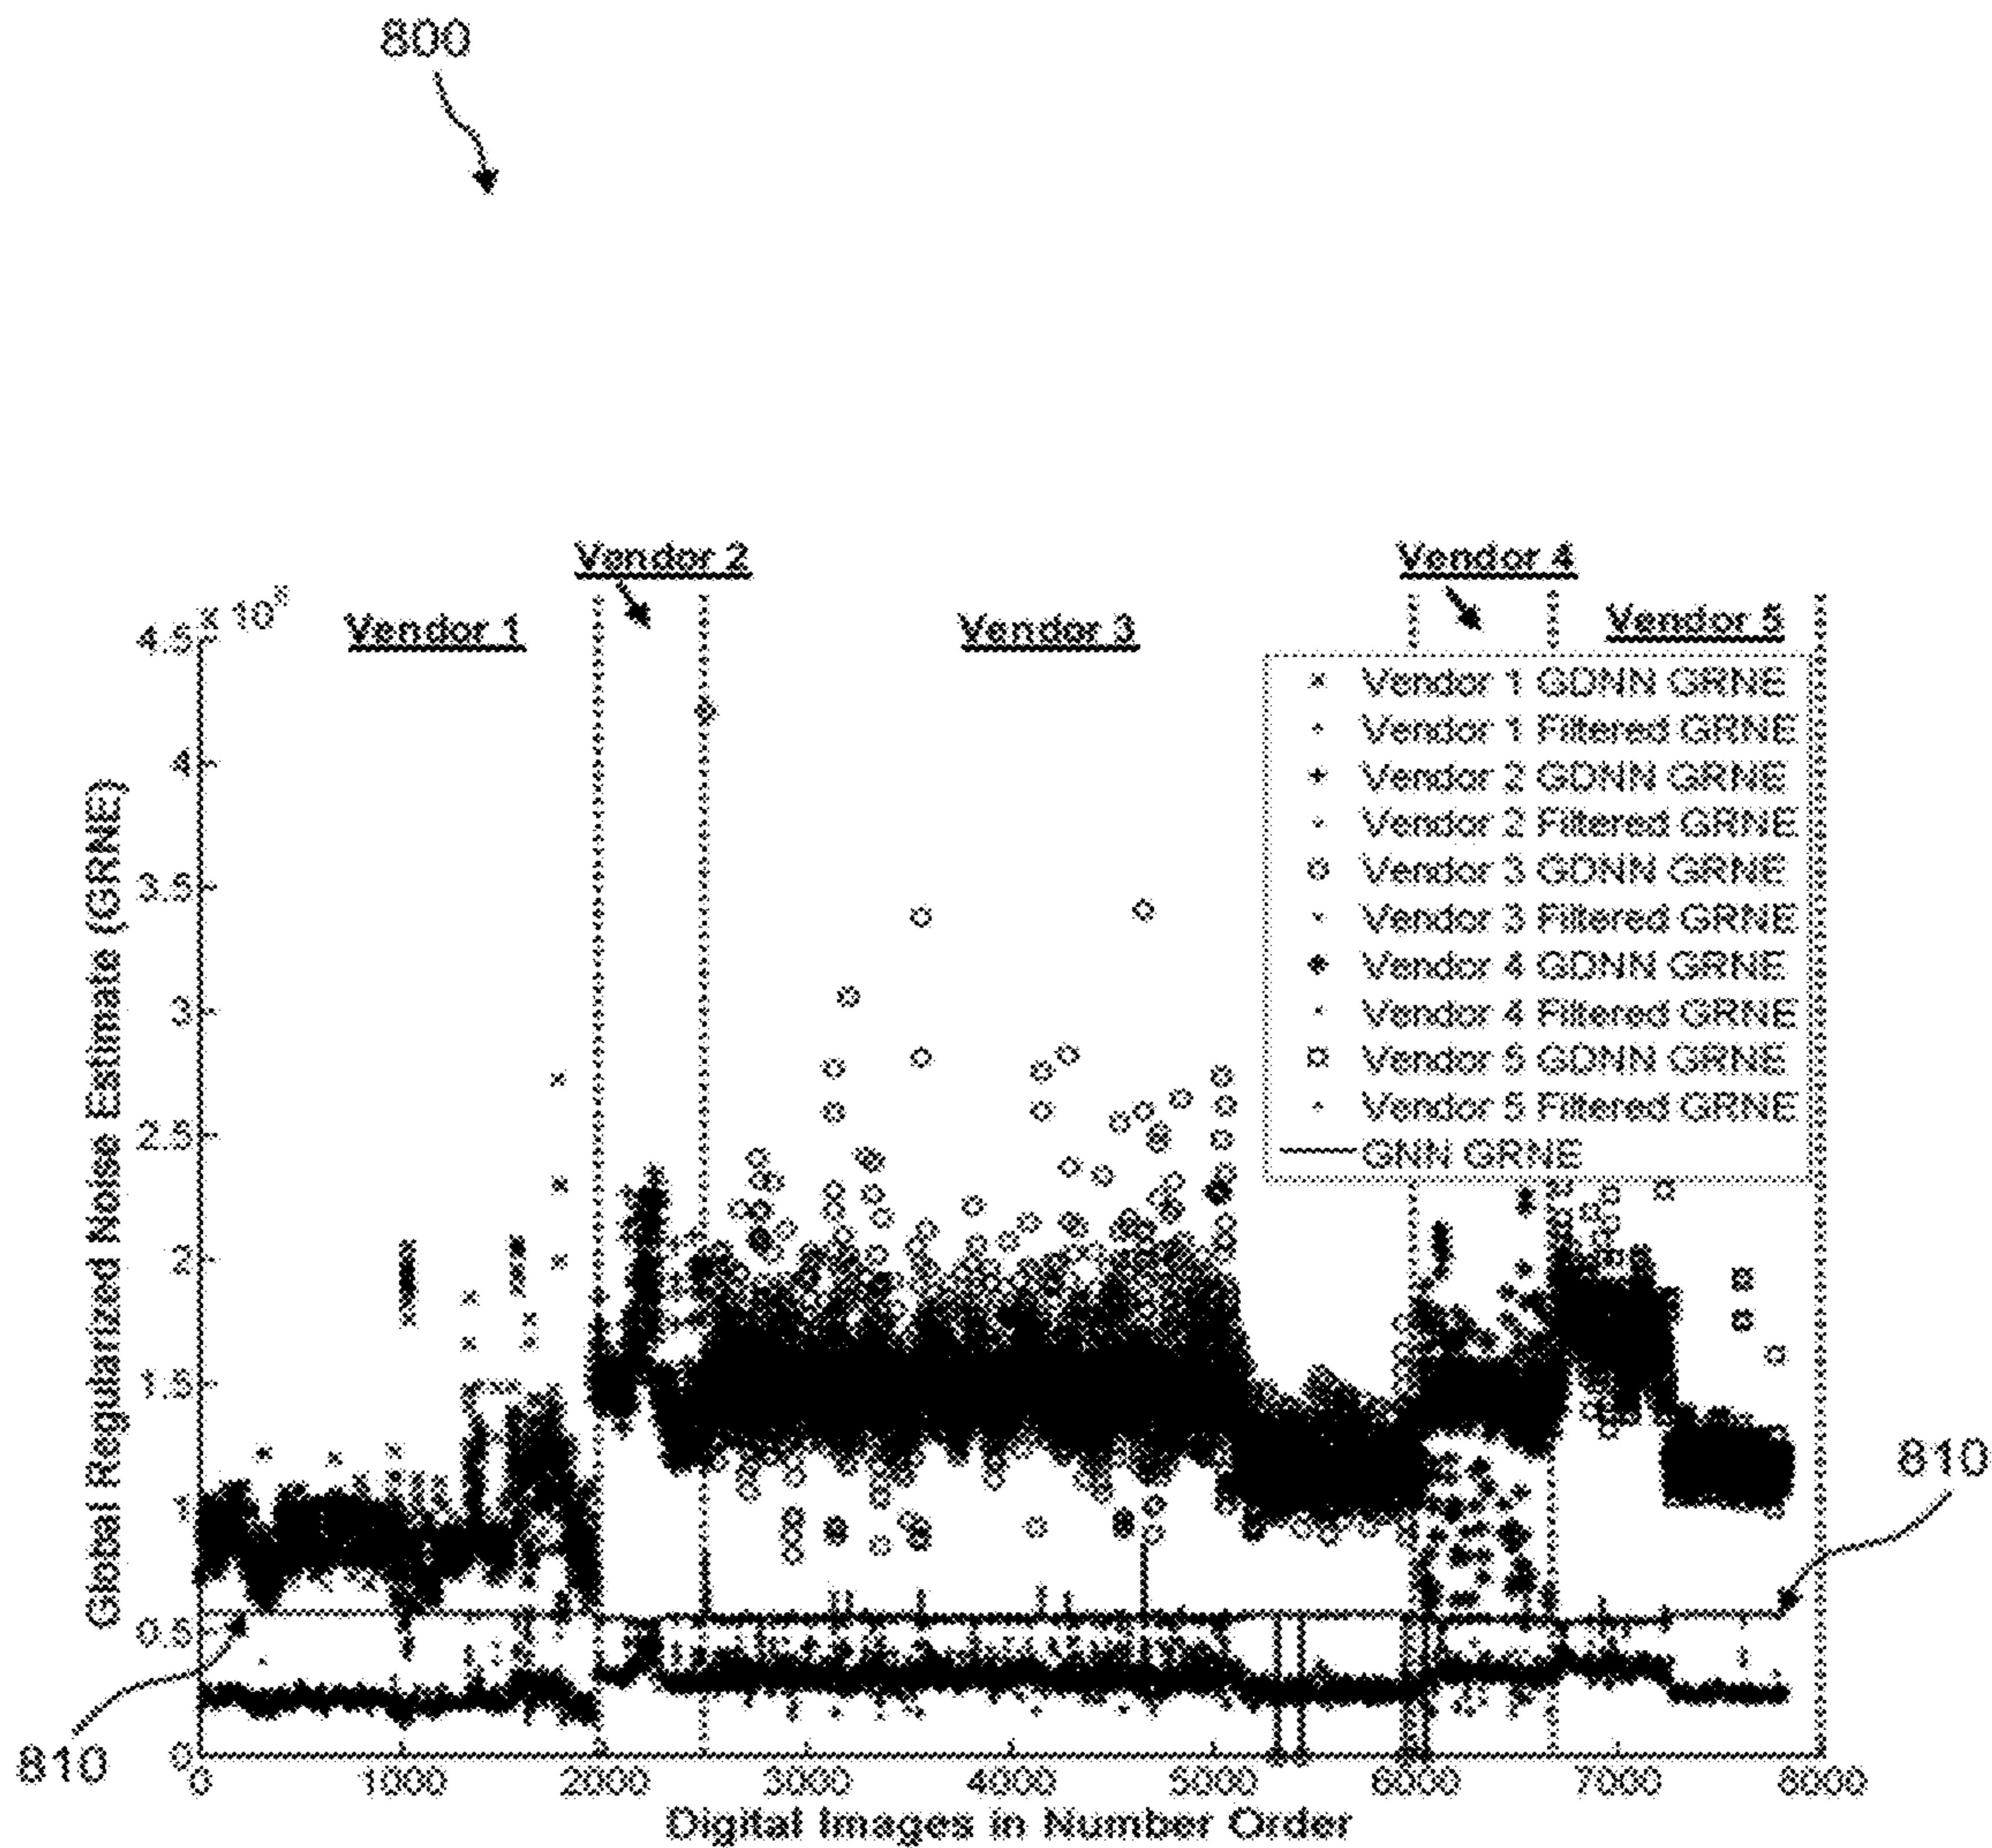 800
Vendor 2
Vendor 4
Vendor 1
Vendor 3
Vendor 5
Vendor 1 GDNN GRNE
Vendor 1 Filtered GRNE
Vendor 2 GDNN GRNE
Vendor 2 Filtered GRNE
Vendor 3 GDNN GRNE
Vendor 3 Filtered GRNE
Vendor 4 GDNN GRNE
Vendor 4 Filtered GRNE
Vendor 5 GDNN GRNE
Vendor 5 Filtered GRNE
GNN GRNE
Global Regularized Noise Estimate (GRNE)
x 10
4.5
4
3.5
3
2.5
2
1.5
1
0.5
0
810
810
0 1000 2000 3000 4000 5000 6000 7000 8000
Digital Images in Number Order